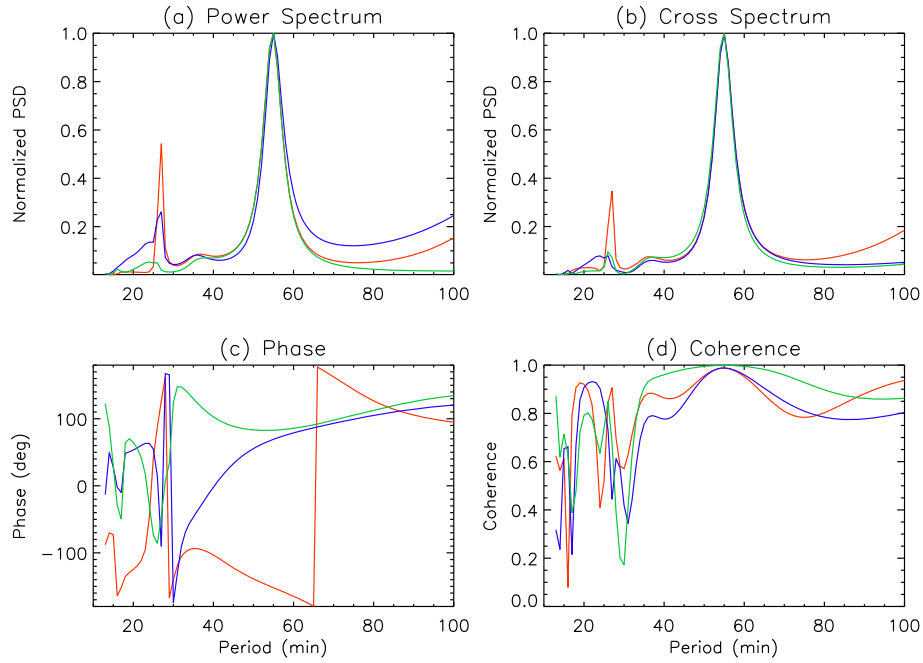 (a) Power Spectrum
(b) Cross Spectrum
1.0
0.8
0.6
0.4
0.2
Normalized PSD
20 40 60 80 100
1.0
0.8
0.6
0.4
0.2
Normalized PSD
20 40 60 80 100
(c) Phase
(d) Coherence
100
0
−100
Phase (deg)
20 40 60 80 100
Period (min)
1.0
0.8
0.6
0.4
0.2
0.0
Coherence
20 40 60 80 100
Period (min)